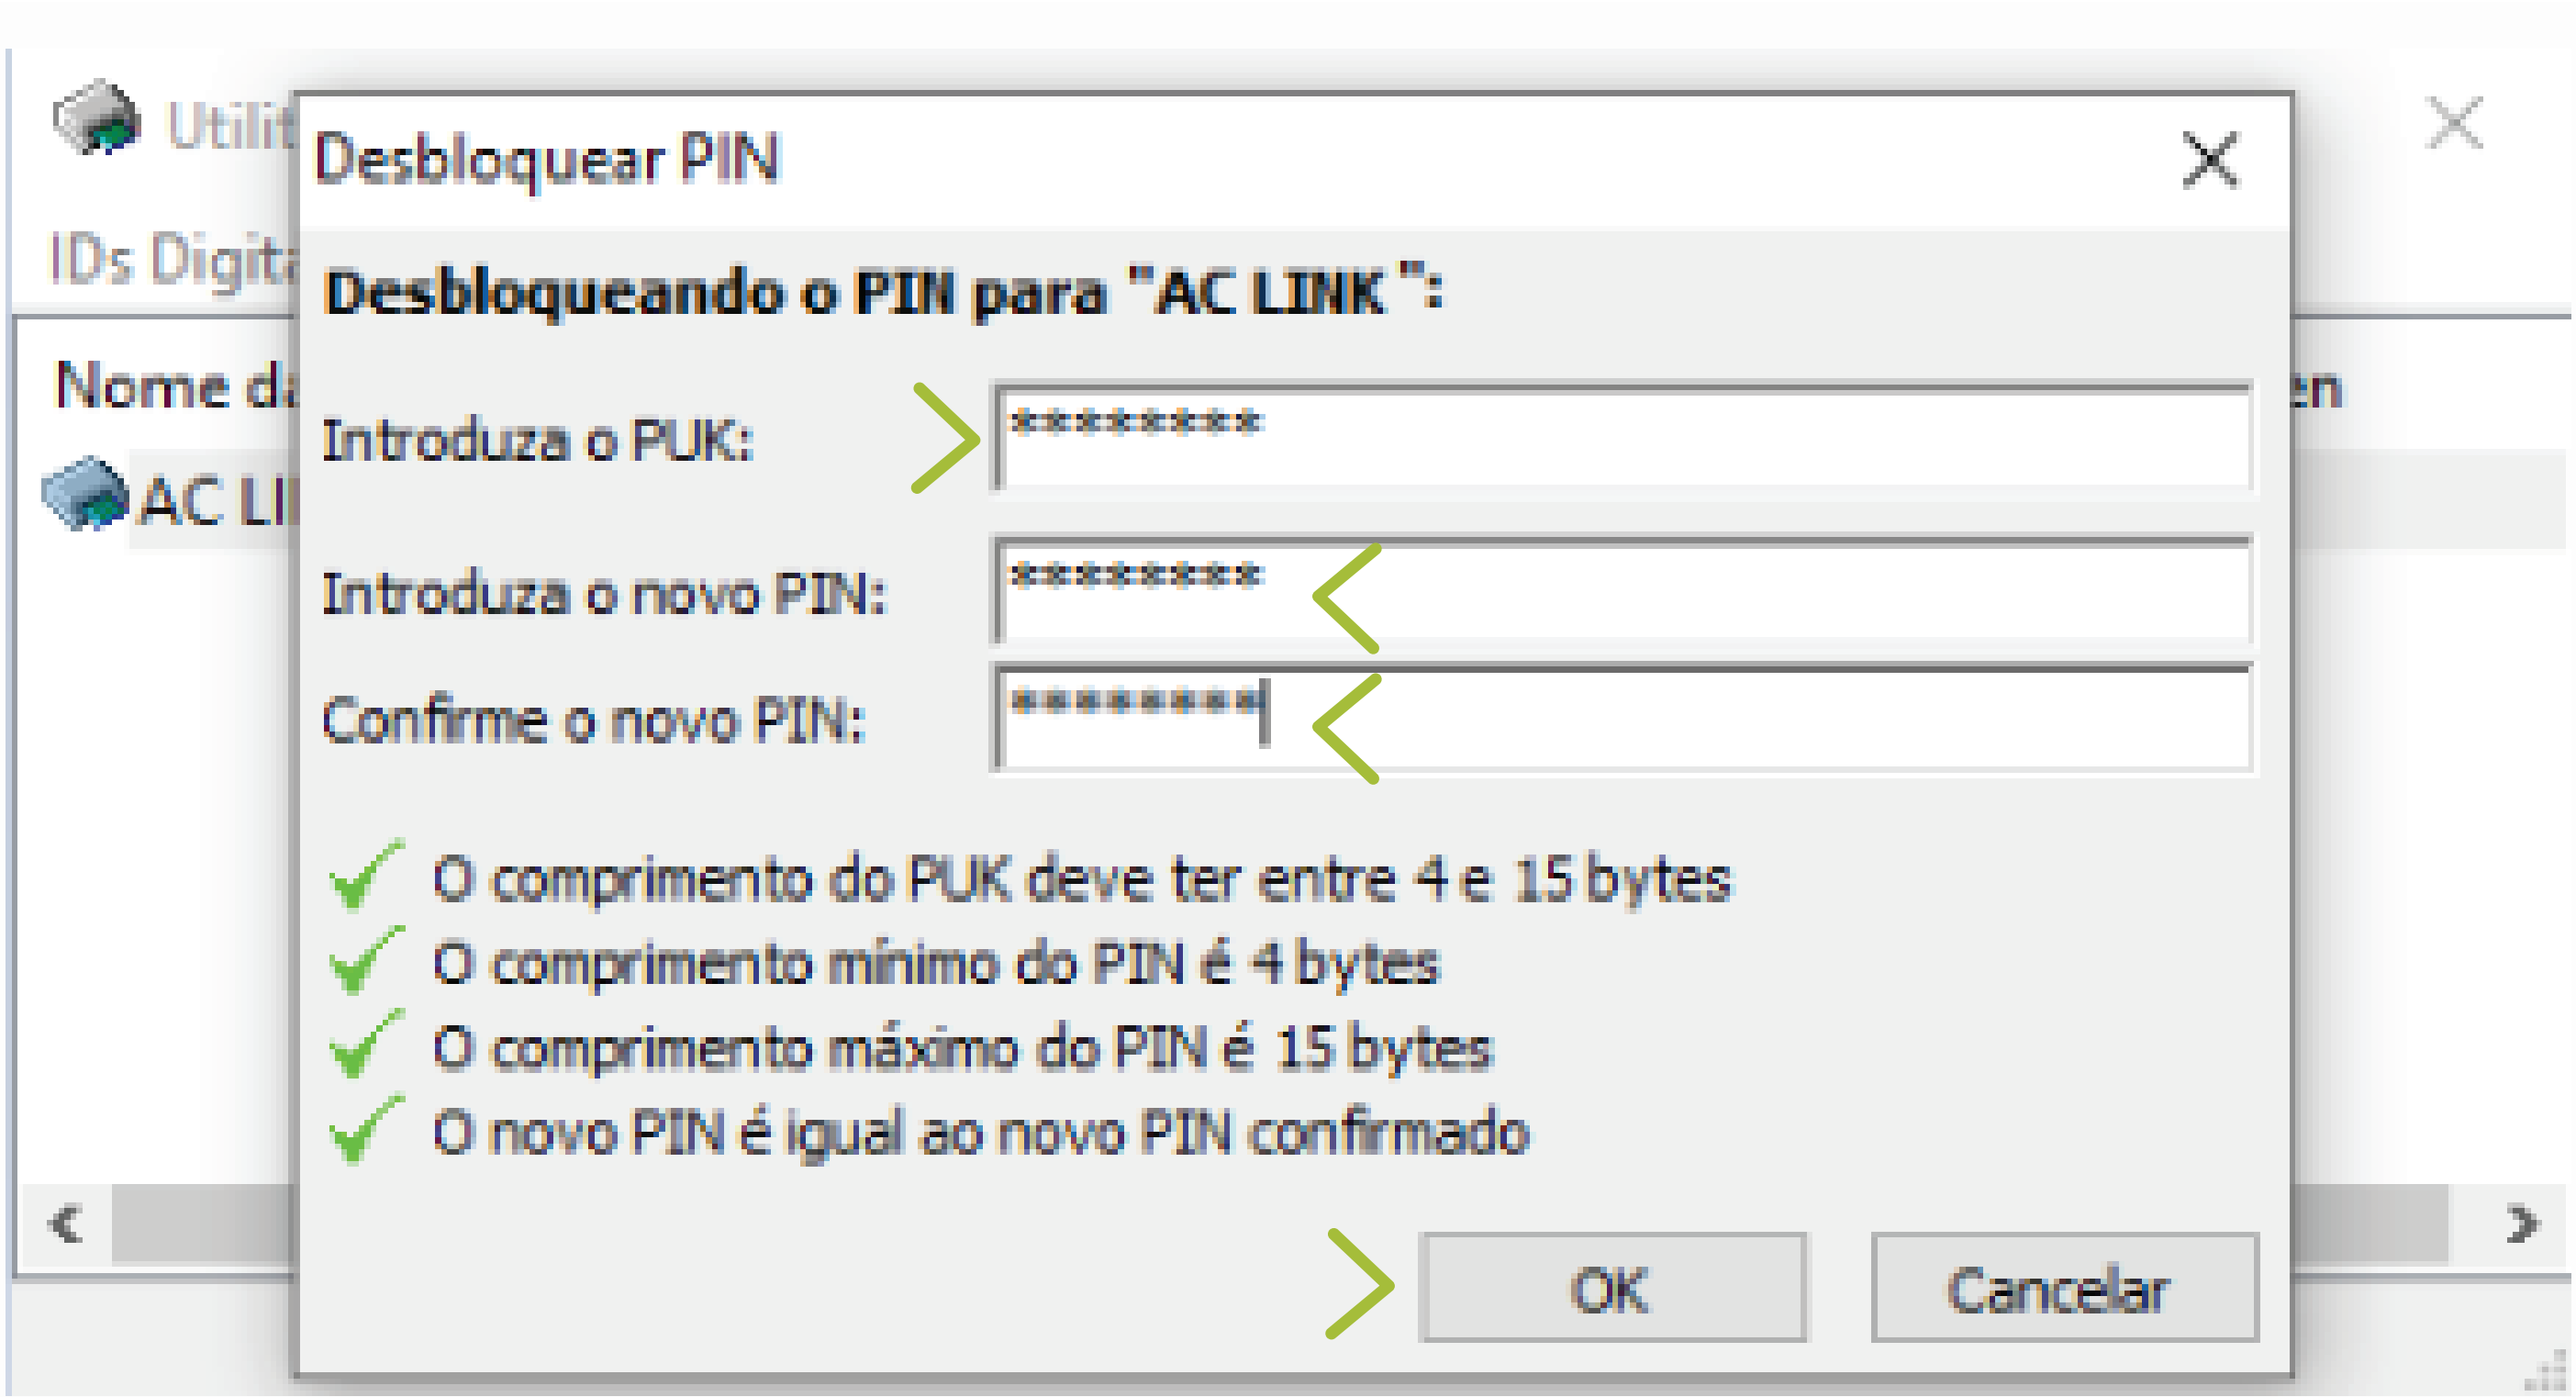 Utilit
Desbloquear PIN
IDs Digita
Desbloqueando o PIN para "AC LINK ":
Nome da
en
Introduza o PUK: ********
AC LI
Introduza o novo PIN: ********
Confirme o novo PIN: ********
O comprimento do PUK deve ter entre 4 e 15 bytes
O comprimento mínimo do PIN é 4 bytes
O comprimento máximo do PIN é 15 bytes
O novo PIN é igual ao novo PIN confirmado
OK Cancelar